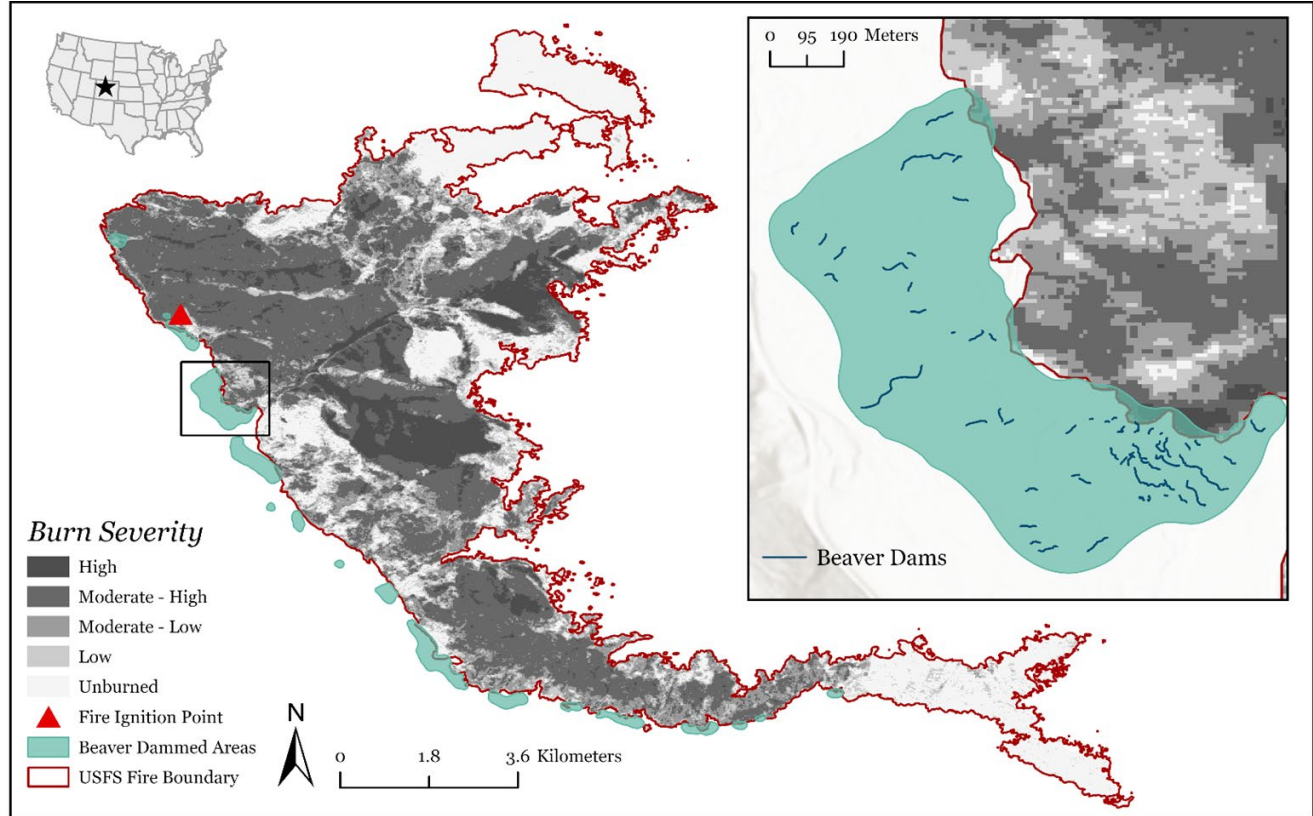 0 95 190 Meters
Beaver Dams
Burn Severity
High
Moderate - High
Moderate - Low
Low
Unburned
Fire Ignition Point
Beaver Dammed Areas
USFS Fire Boundary
N
0 1.8 3.6 Kilometers